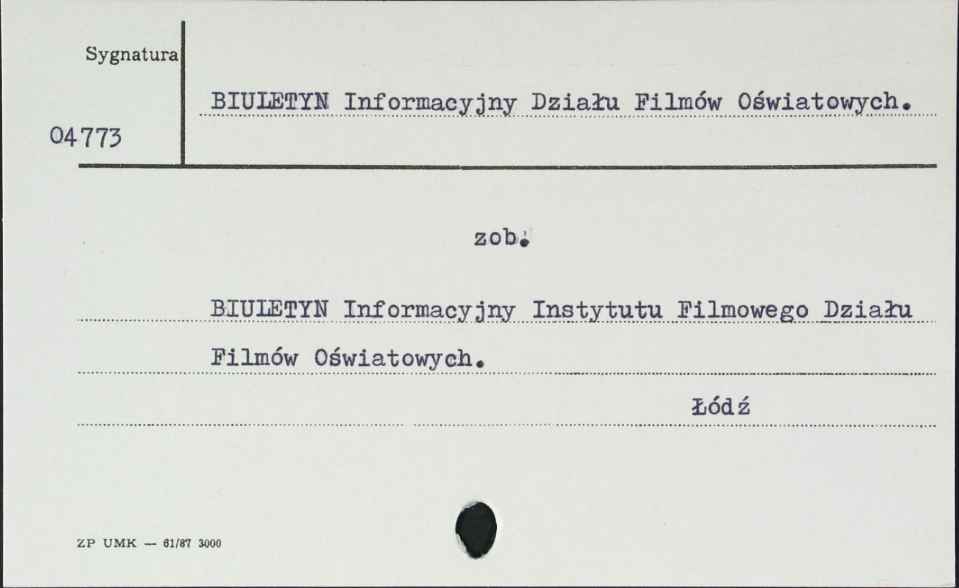 Sygnatura
BIULETYN Informacyjny Działu Filmów Oświatowych.
04773
zob.
BIULETYN Informacyjny Instytutu Filmowego Działu
Filmów Oświatowych.
Łódź
ZP UMK — 61/87 3000